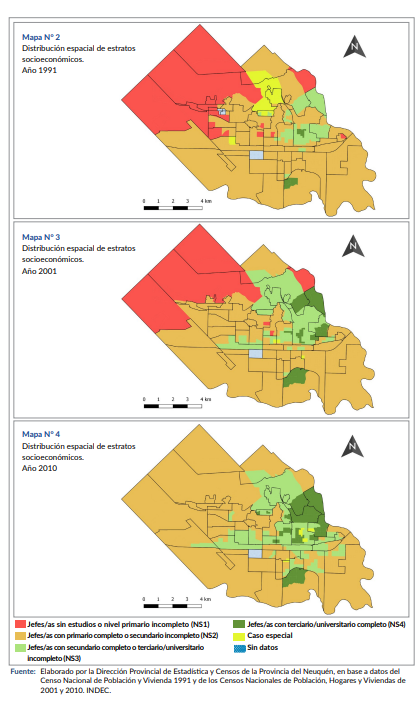 Mapa N° 2
Distribución espacial de estratos
socioeconómicos.
Año 1991
N
0 1 2 3 4 km
Mapa N° 3
Distribución espacial de estratos
socioeconómicos.
Año 2001
N
0 1 2 3 4 km
Mapa N° 4
Distribución espacial de estratos
socioeconómicos.
Año 2010
N
0 1 2 3 4 km
Jefes/as sin estudios o nivel primario incompleto (NS1)
Jefes/as con primario completo o secundario incompleto (NS2)
Jefes/as con secundario completo o terciario/universitario
incompleto (NS3)
Jefes/as con terciario/universitario completo (NS4)
Caso especial
Sin datos
Fuente: Elaborado por la Dirección Provincial de Estadística y Censos de la Provincia del Neuquén, en base a datos del
Censo Nacional de Población y Vivienda 1991 y de los Censos Nacionales de Población, Hogares y Viviendas de
2001 y 2010. INDEC.